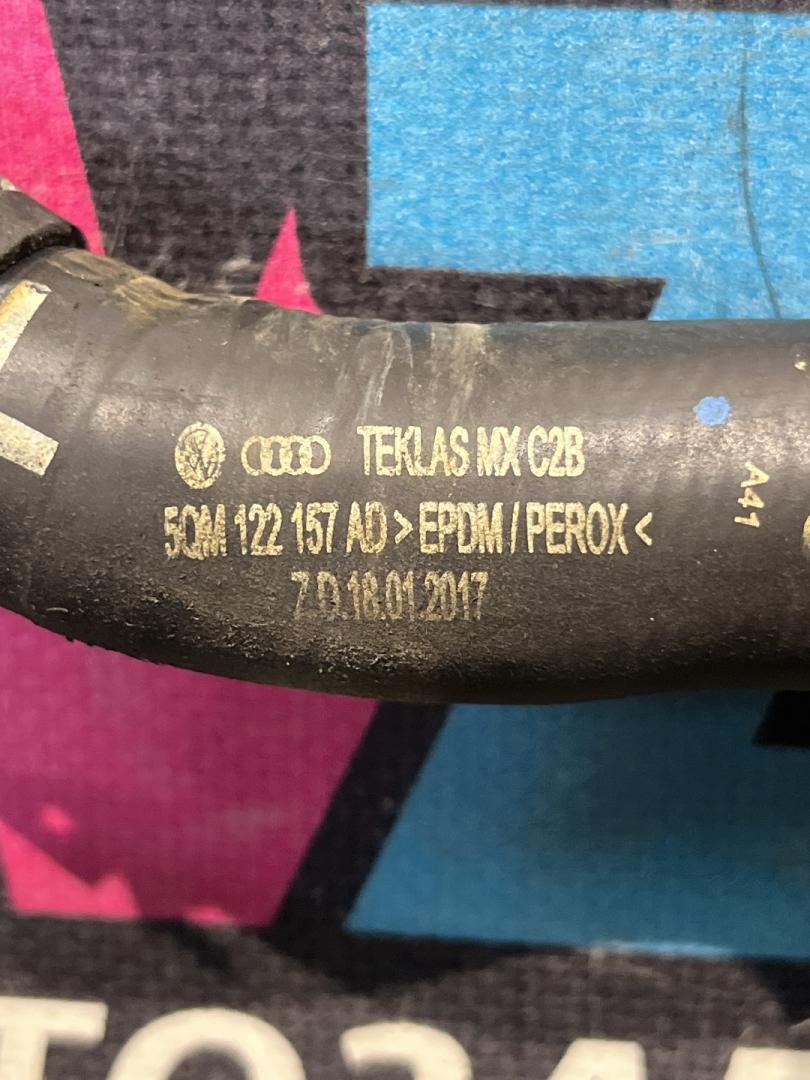 TEKLAS MX C2B
5QM 122 157 AD >EPDM / PEROX<
Z.D.18.01.2017
A41